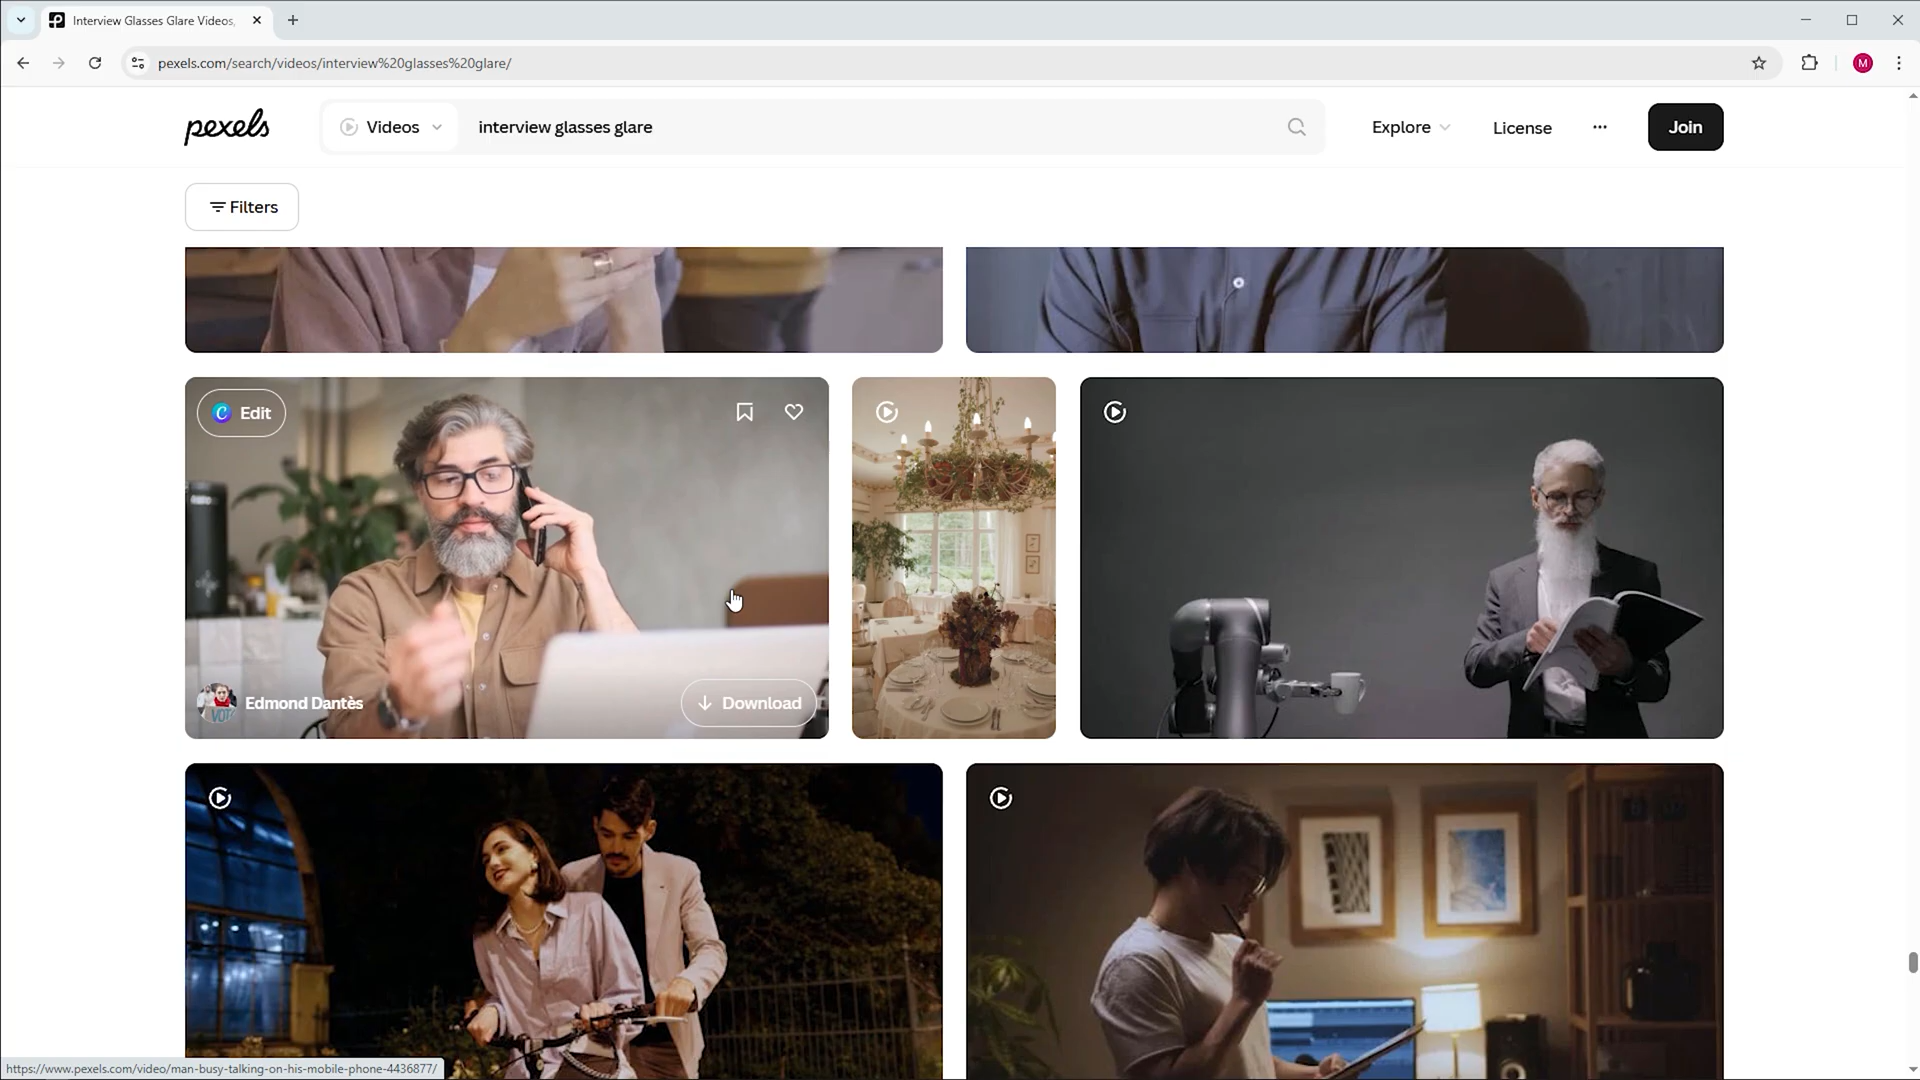 Interview Glasses Glare Videos,
pexels.com/search/videos/interview%20glasses%20glare/
M
pexels
Videos
interview glasses glare
Explore
License
Join
Filters
Edit
Edmond Dantès
Download
https://www.pexels.com/video/man-busy-talking-on-his-mobile-phone-4436877/